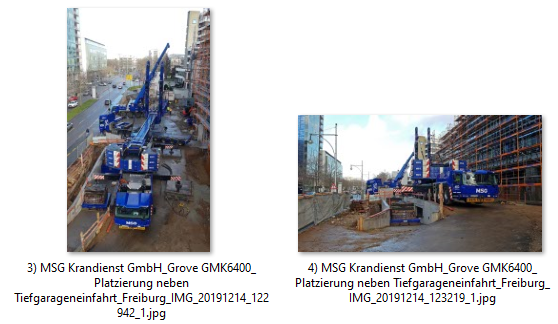 3) MSG Krandienst GmbH_Grove GMK6400_
Platzierung neben
Tiefgarageneinfahrt_Freiburg_IMG_20191214_122
942_1.jpg
MSG
4) MSG Krandienst GmbH_Grove GMK6400_
Platzierung neben Tiefgarageneinfahrt_Freiburg_
IMG_20191214_123219_1.jpg